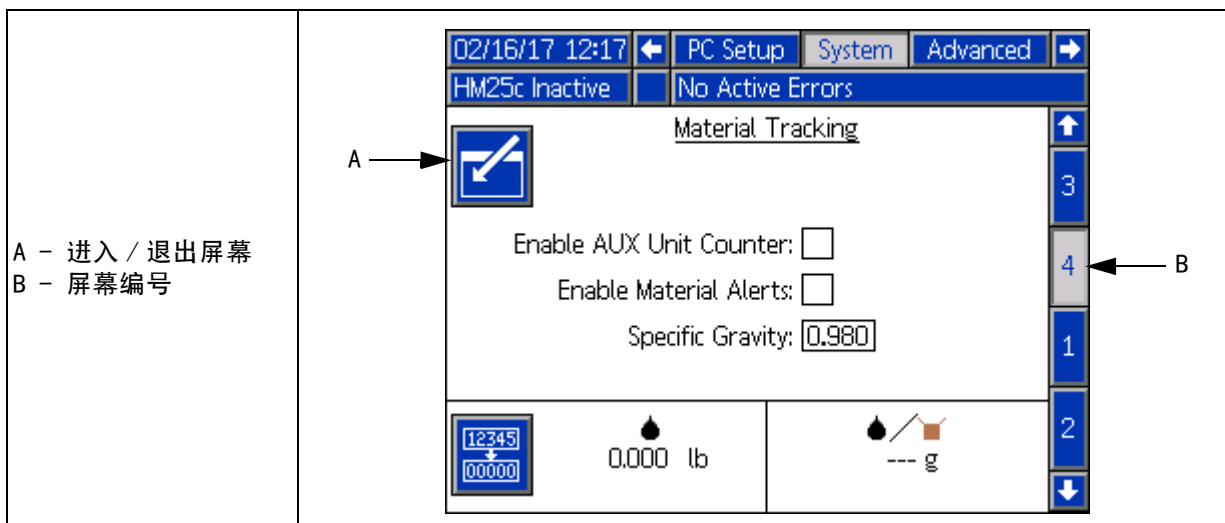 A - 进入 / 退出屏幕
B - 屏幕编号
02/16/17 12:17 PC Setup System Advanced
HM25c Inactive No Active Errors
Material Tracking
A
3
Enable AUX Unit Counter:
4
B
Enable Material Alerts:
Specific Gravity: 0.980
1
12345
00000
0.000 lb
--- g
2